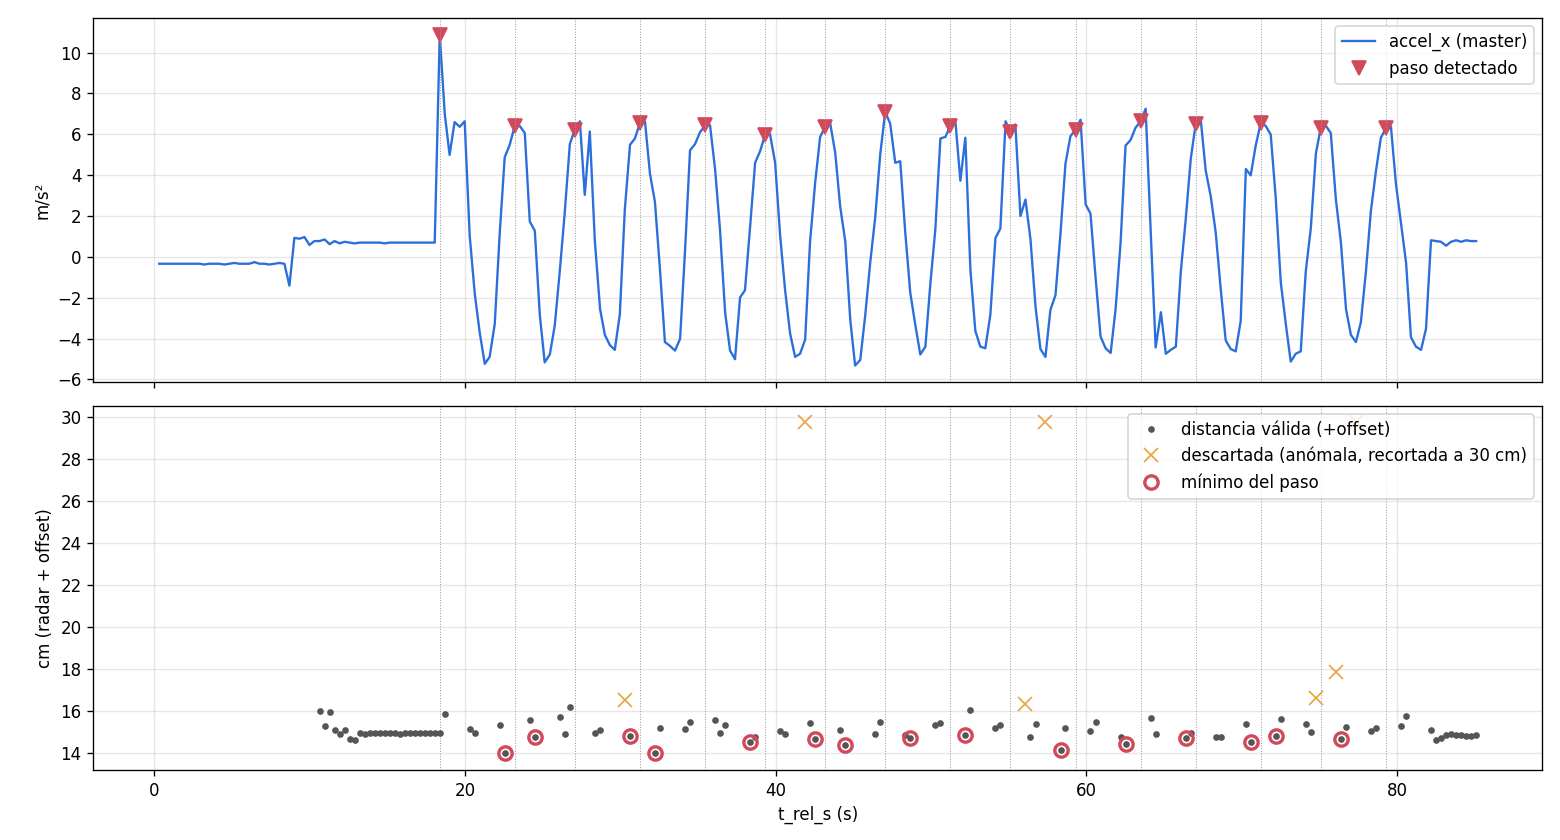 accel_x (master)
paso detectado
m/s²
10
8
6
4
2
0
−2
−4
−6
distancia válida (+offset)
descartada (anómala, recortada a 30 cm)
mínimo del paso
cm (radar + offset)
30
28
26
24
22
20
18
16
14
0
20
40
60
80
t_rel_s (s)